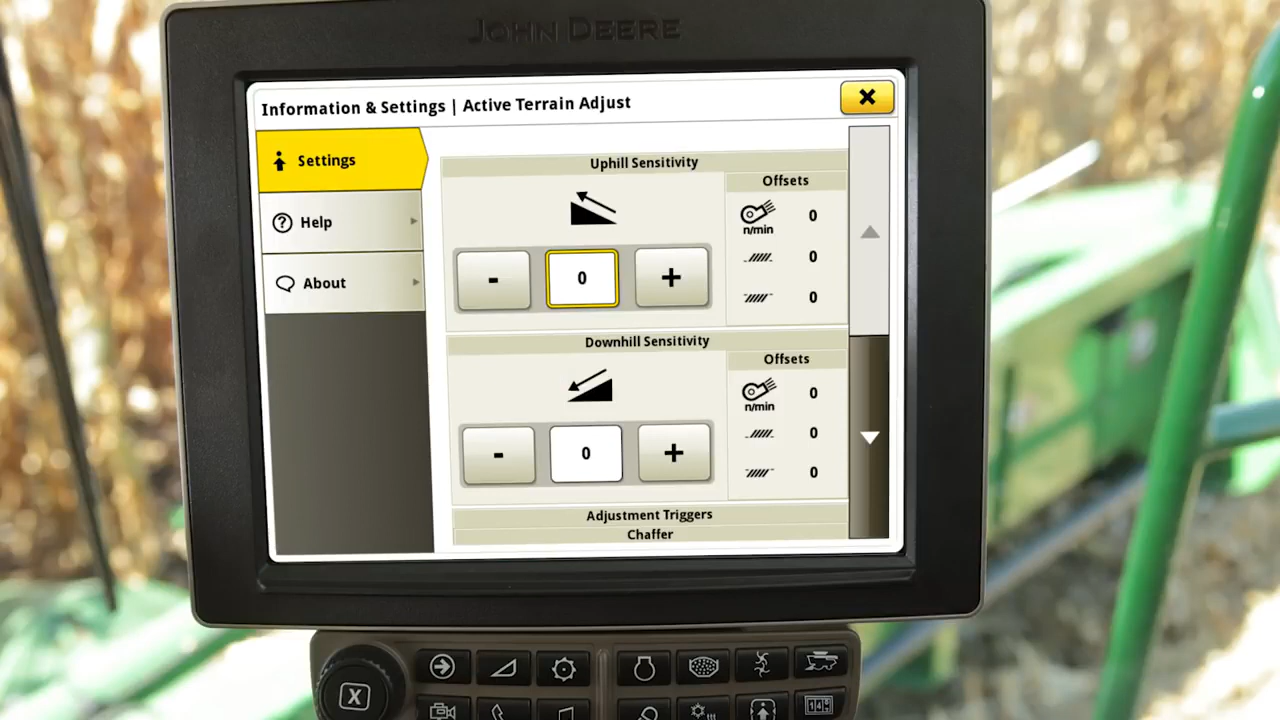 JOHN DEERE
Information & Settings | Active Terrain Adjust
Settings
Uphill Sensitivity
Offsets
n/min 0
0
0
- 0 +
Help
About
Downhill Sensitivity
Offsets
n/min 0
0
0
- 0 +
Adjustment Triggers
Chaffer
X